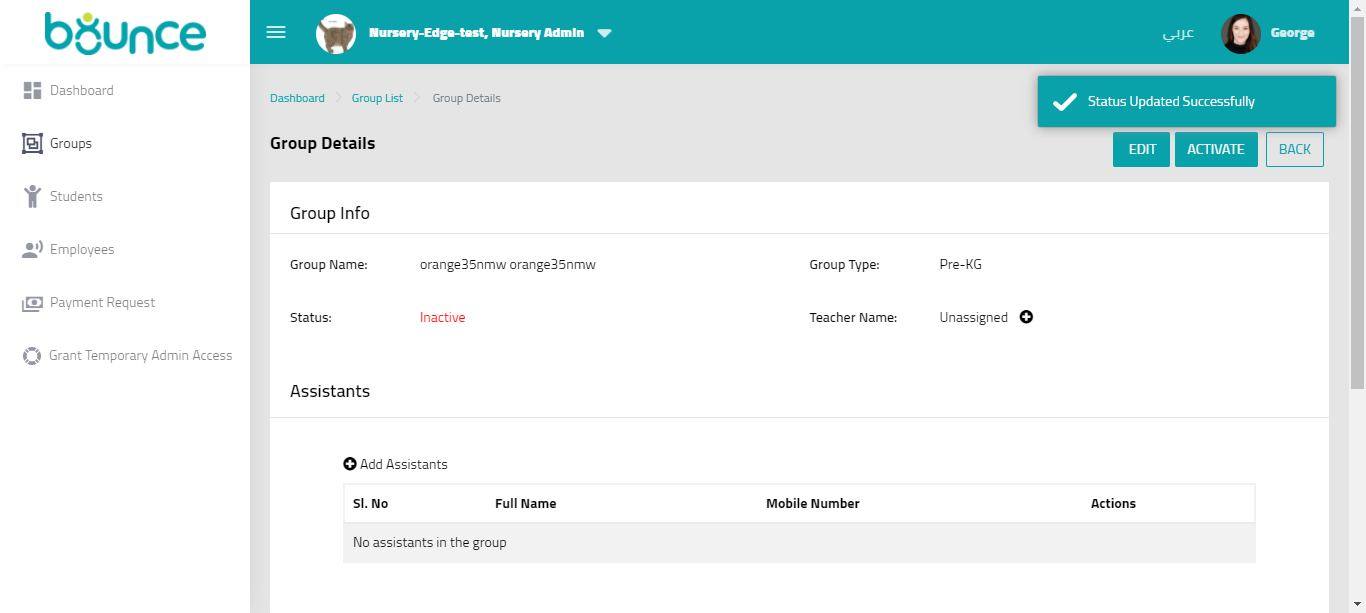 bounce
Nursery-Edge-test, Nursery Admin
عربي
George
Dashboard
Groups
Students
Employees
Payment Request
Grant Temporary Admin Access
Dashboard > Group List > Group Details
Status Updated Successfully
Group Details
EDIT ACTIVATE BACK
Group Info
Group Name: orange35nmw orange35nmw Group Type: Pre-KG
Status: Inactive Teacher Name: Unassigned
Assistants
Add Assistants
Sl. No Full Name Mobile Number Actions
No assistants in the group